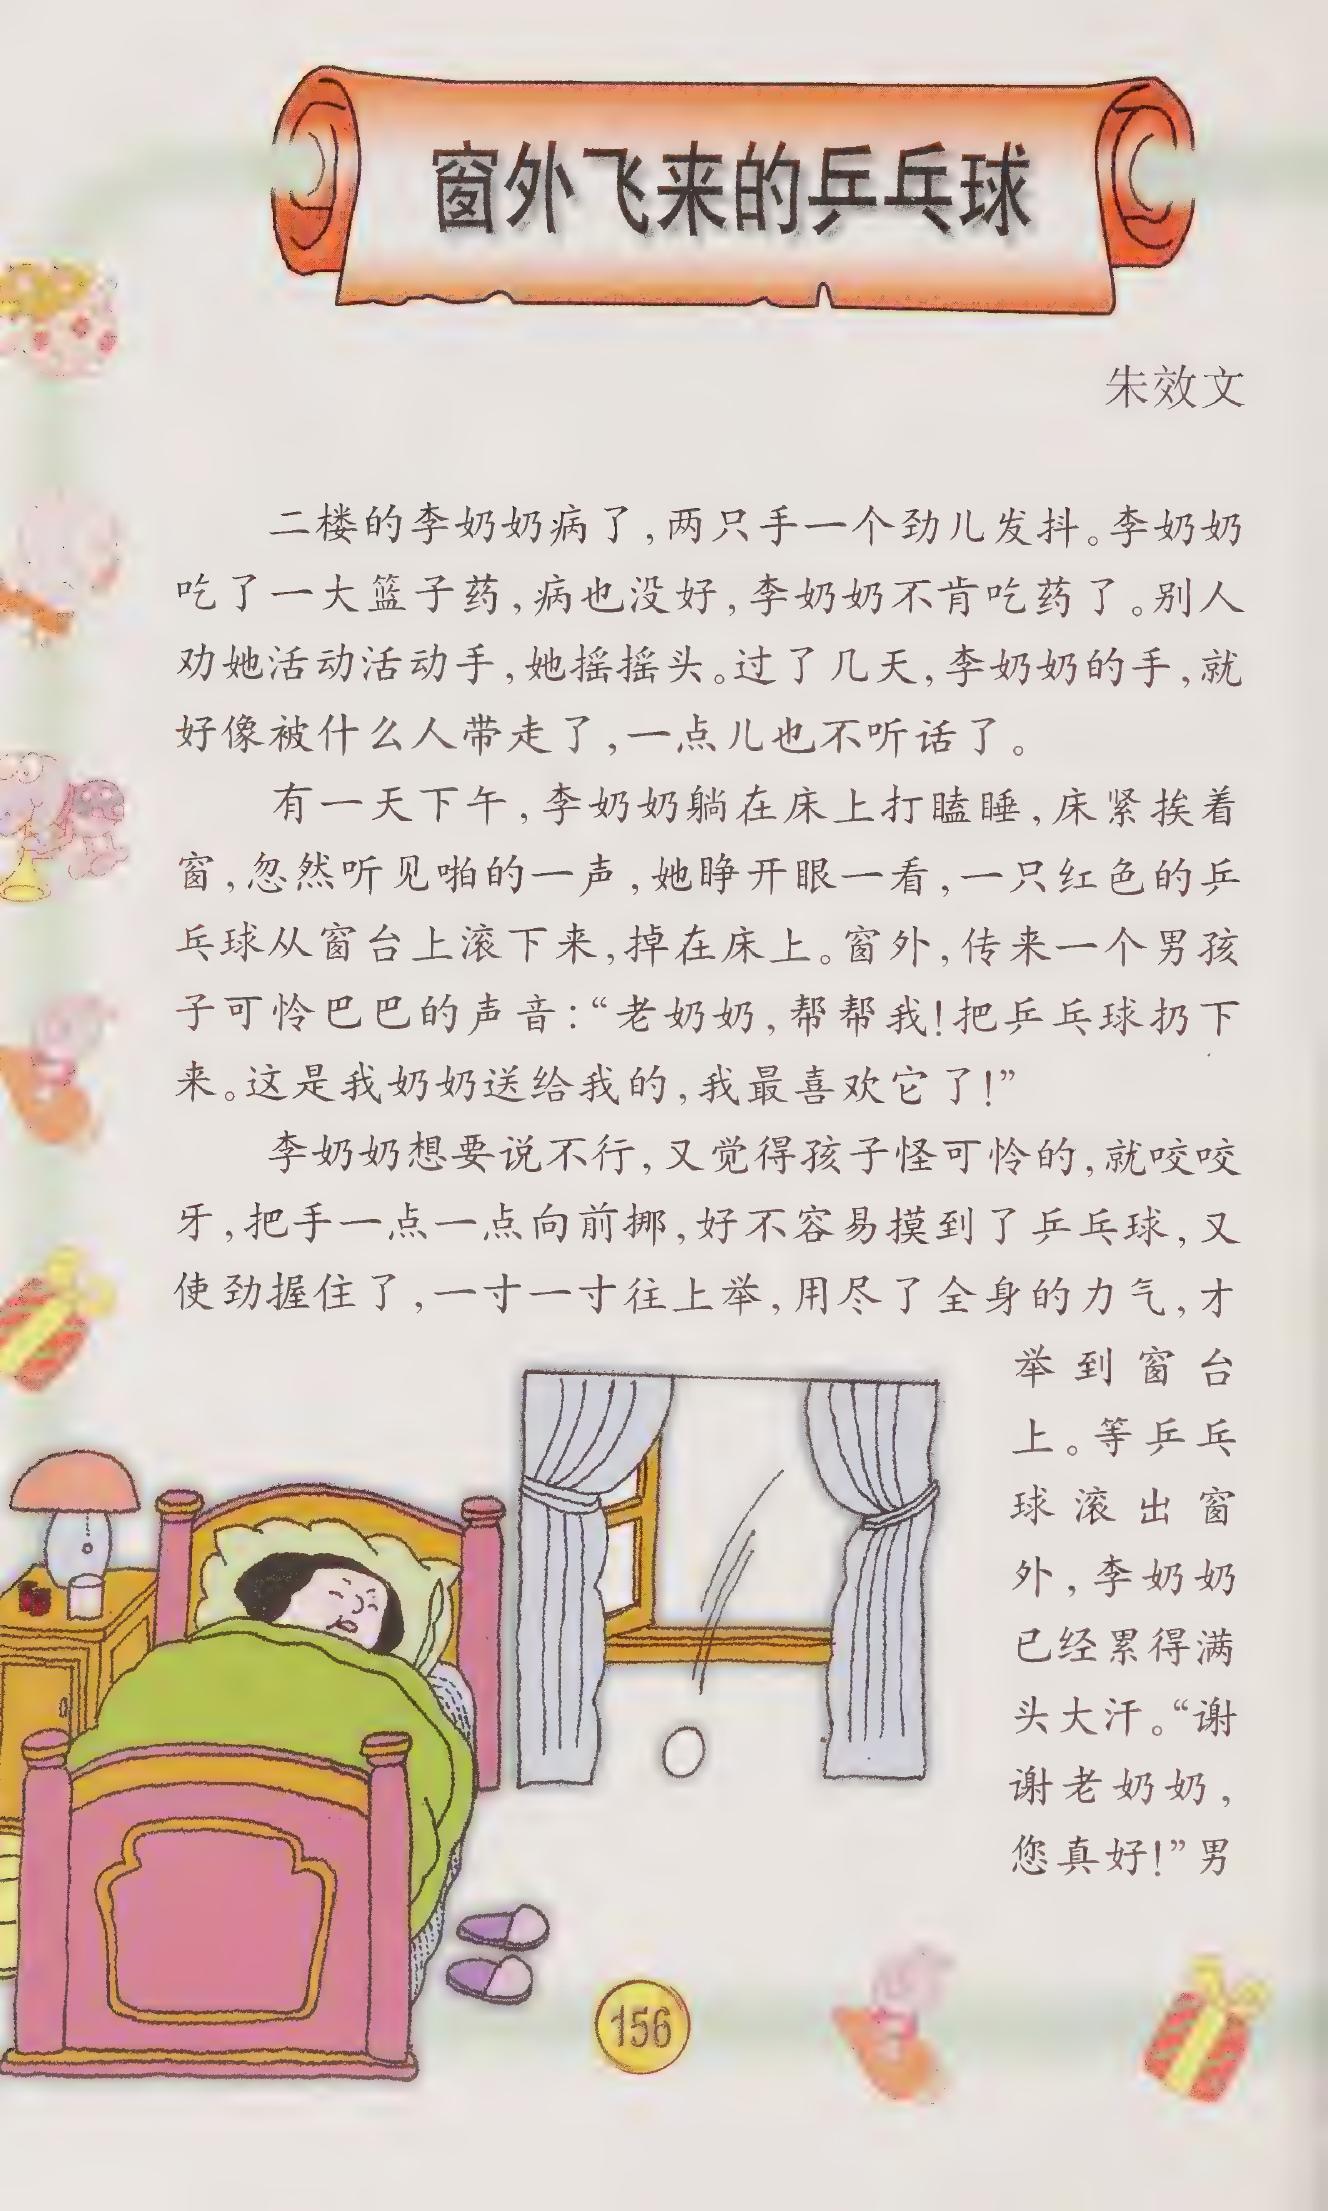 窗外飞来的乒乓球
朱效文
二楼的李奶奶病了,两只手一个劲儿发抖。李奶奶
吃了一大篮子药,病也没好,李奶奶不肯吃药了。别人
劝她活动活动手,她摇摇头。过了几天,李奶奶的手,就
好像被什么人带走了,一点儿也不听话了。
有一天下午,李奶奶躺在床上打瞌睡,床紧挨着
窗,忽然听见啪的一声,她睁开眼一看,一只红色的乒
乓球从窗台上滚下来,掉在床上。窗外,传来一个男孩
子可怜巴巴的声音:“老奶奶,帮帮我!把乒乓球扔下
来。这是我奶奶送给我的,我最喜欢它了!”
李奶奶想要说不行,又觉得孩子怪可怜的,就咬咬
牙,把手一点一点向前挪,好不容易摸到了乒乓球,又
使劲握住了,一寸一寸往上举,用尽了全身的力气,才
举到窗台
上。等乒乓
球滚出窗
外,李奶奶
已经累得满
头大汗。“谢
谢老奶奶,
您真好!”男
156